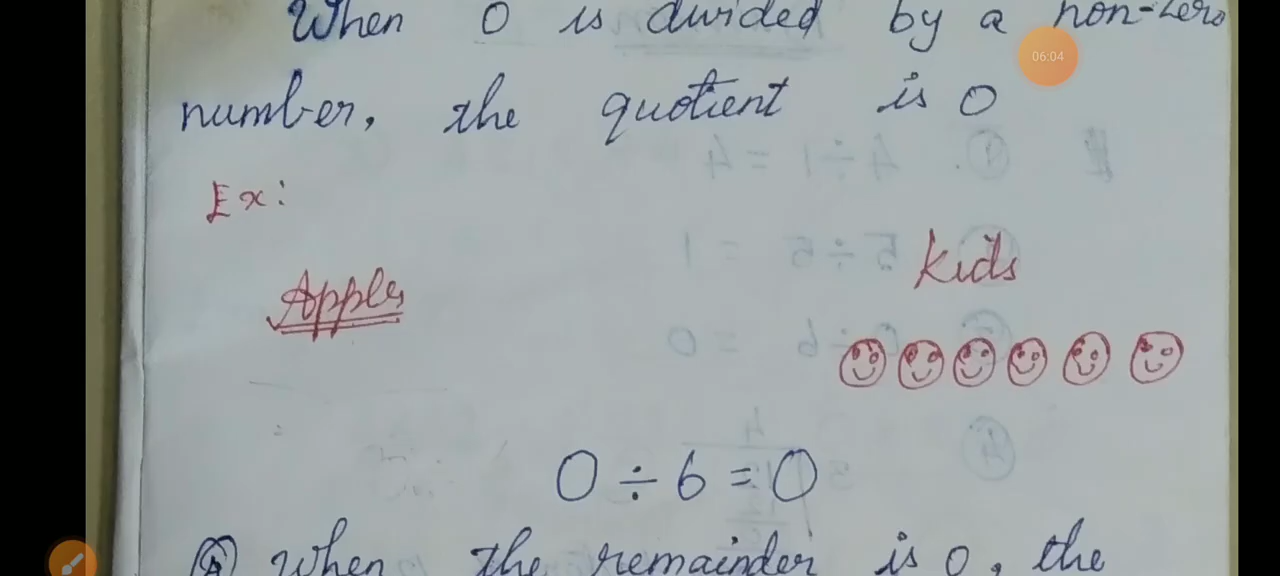 When 0 is divided by a non-zero
number, the quotient is 0
06:04
Ex:
Apples
kids
0 ÷ 6 = 0
④ When the remainder is 0, the